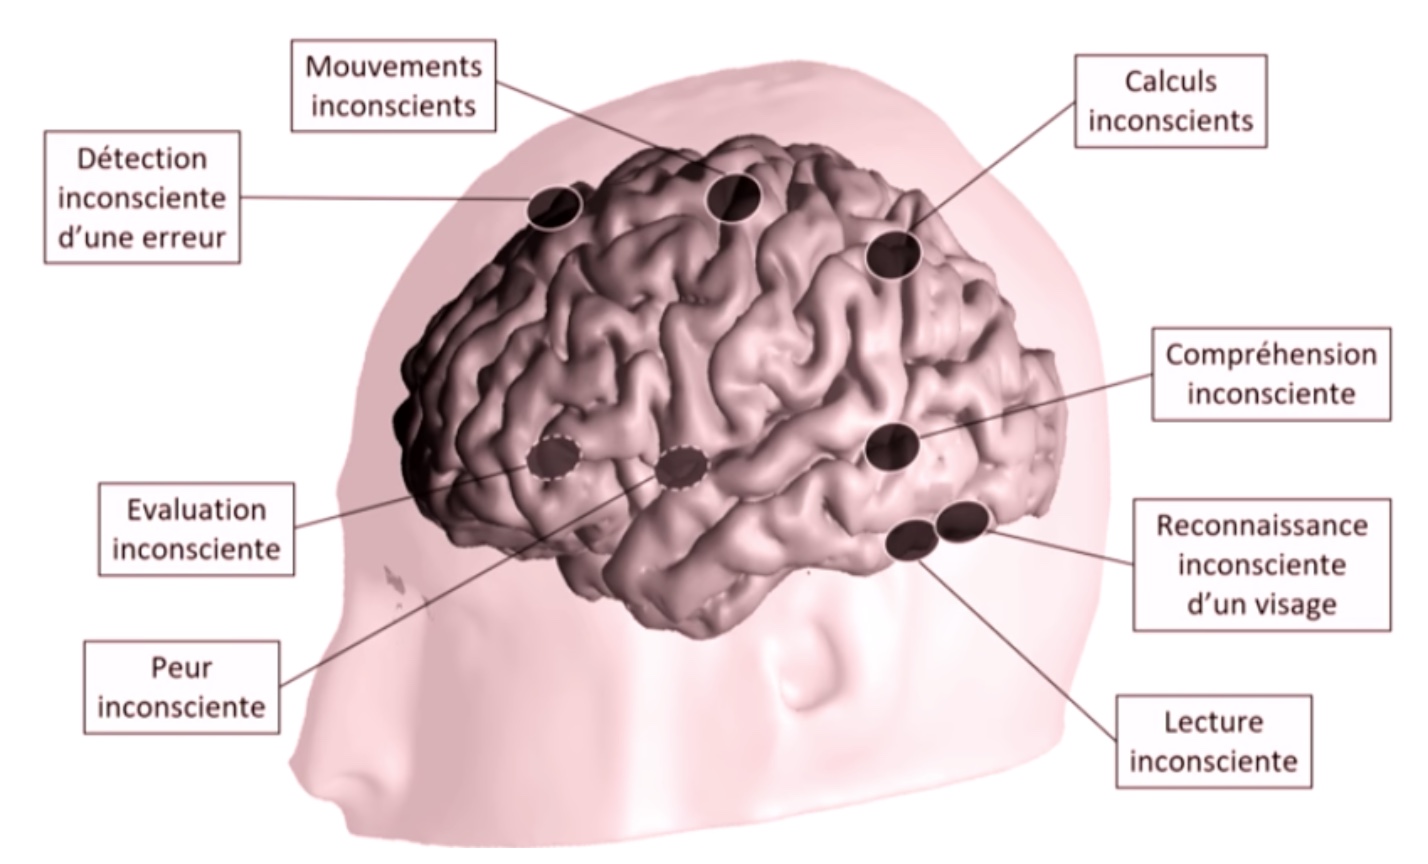 Mouvements
inconscients
Calculs
inconscients
Détection
inconsciente
d’une erreur
Compréhension
inconsciente
Evaluation
inconsciente
Reconnaissance
inconsciente
d’un visage
Peur
inconsciente
Lecture
inconsciente